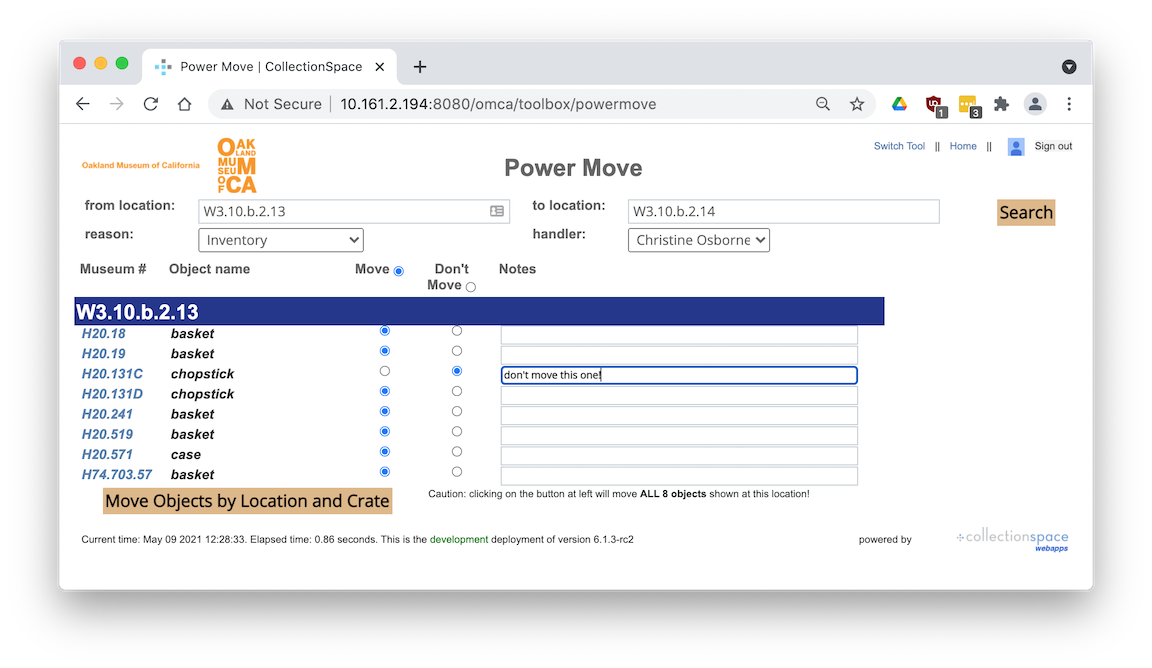 Power Move | CollectionSpace
Not Secure | 10.161.2.194:8080/omca/toolbox/powermove
1
3
Switch Tool || Home || Sign out
Oakland Museum of California
OAK
LAND
MU M
SEU
O CA
F
Power Move
from location: W3.10.b.2.13 to location: W3.10.b.2.14 Search
reason: Inventory handler: Christine Osborne
Museum # Object name Move Don't Move Notes
W3.10.b.2.13
H20.18 basket
H20.19 basket
H20.131C chopstick don't move this one!
H20.131D chopstick
H20.241 basket
H20.519 basket
H20.571 case
H74.703.57 basket
Move Objects by Location and Crate Caution: clicking on the button at left will move ALL 8 objects shown at this location!
Current time: May 09 2021 12:28:33. Elapsed time: 0.86 seconds. This is the development deployment of version 6.1.3-rc2 powered by collectionspace
webapps